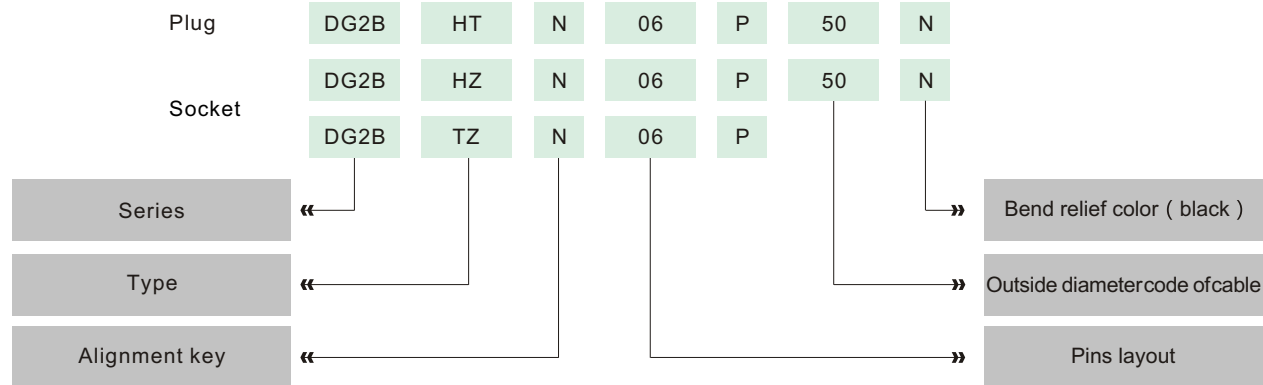 Plug DG2B HT N 06 P 50 N
DG2B HZ N 06 P 50 N
Socket
DG2B TZ N 06 P
Series
Bend relief color ( black )
Type
Outside diametercode ofcable
Alignment key
Pins layout